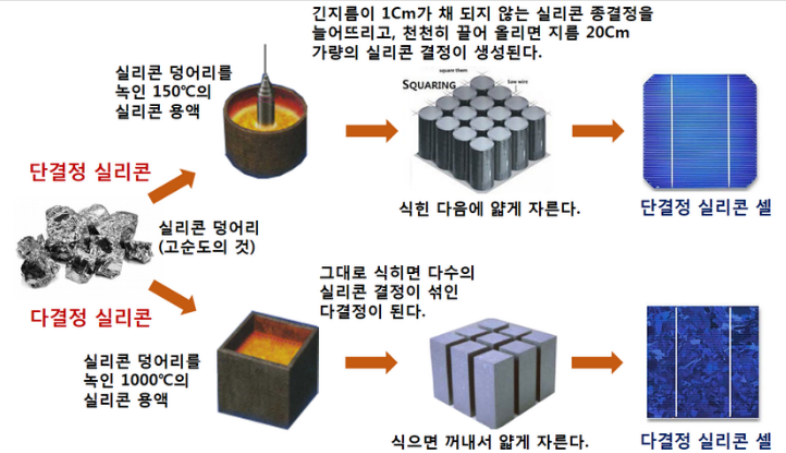 긴지름이 1Cm가 채 되지 않는 실리콘 종결정을
늘어뜨리고, 천천히 끌어 올리면 지름 20Cm
가량의 실리콘 결정이 생성된다.
실리콘 덩어리를
녹인 150℃의
실리콘 용액
square them
SQUARING
Saw wire
단결정 실리콘
식힌 다음에 얇게 자른다.
단결정 실리콘 셀
실리콘 덩어리
(고순도의 것)
다결정 실리콘
그대로 식히면 다수의
실리콘 결정이 섞인
다결정이 된다.
실리콘 덩어리를
녹인 1000℃의
실리콘 용액
식으면 꺼내서 얇게 자른다.
다결정 실리콘 셀